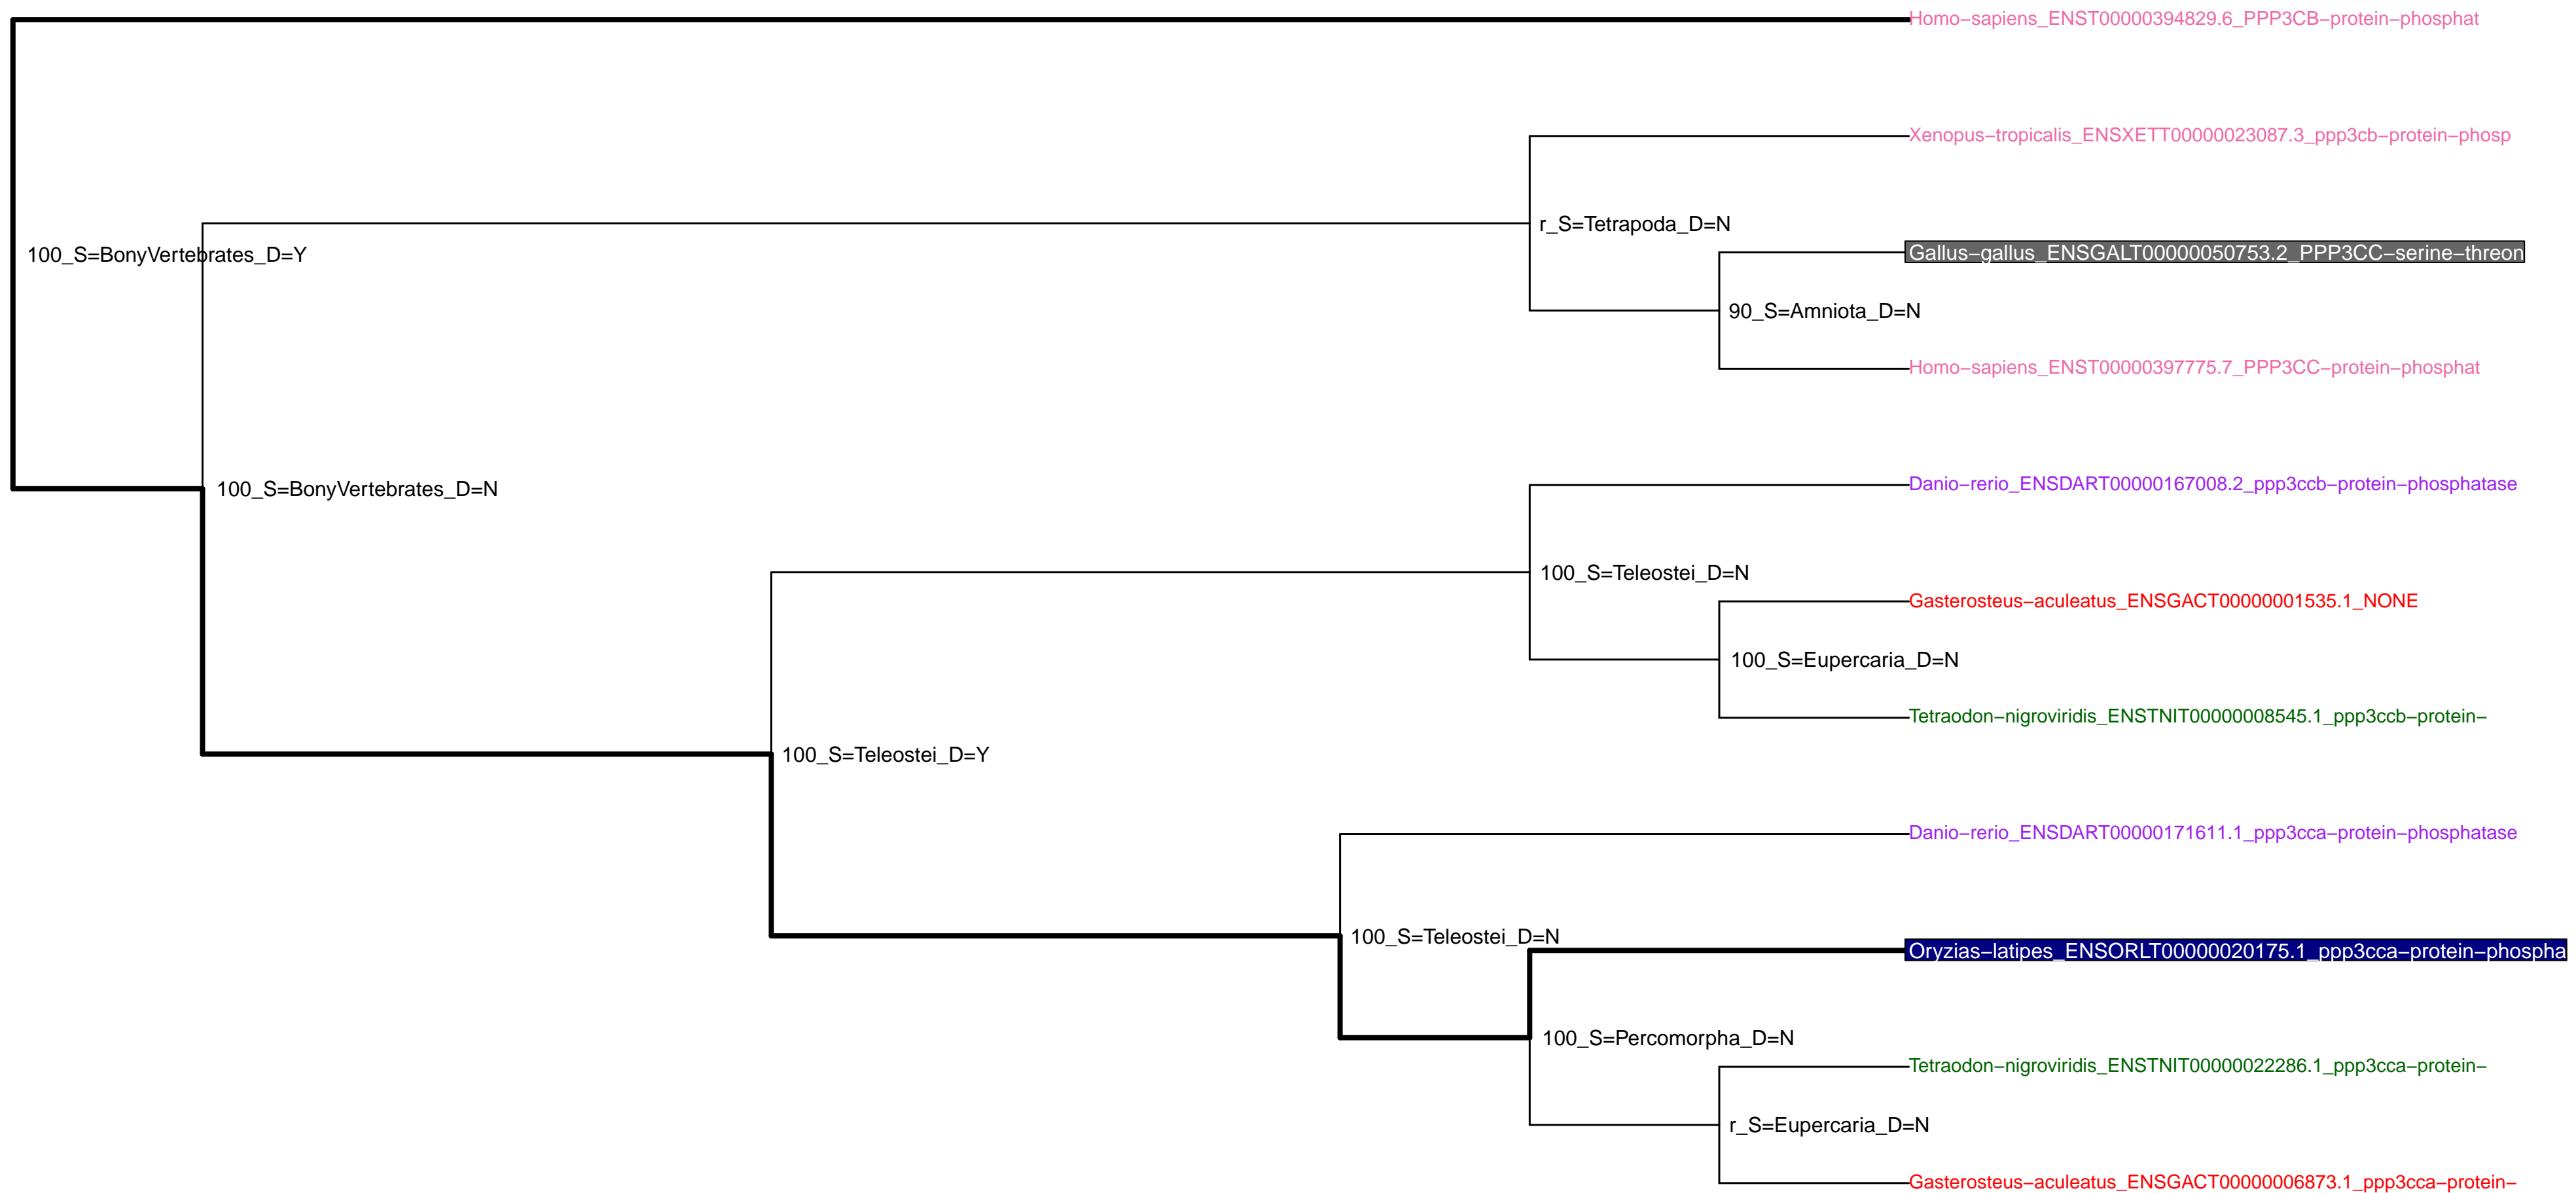 Homo−sapiens_ENST00000394829.6_PPP3CB−protein−phosphat
Xenopus−tropicalis_ENSXETT00000023087.3_ppp3cb−protein−phosp
r_S=Tetrapoda_D=N
100_S=BonyVertebrates_D=Y
Gallus−gallus_ENSGALT00000050753.2_PPP3CC−serine−threon
90_S=Amniota_D=N
Homo−sapiens_ENST00000397775.7_PPP3CC−protein−phosphat
100_S=BonyVertebrates_D=N
Danio−rerio_ENSDART00000167008.2_ppp3ccb−protein−phosphatase
100_S=Teleostei_D=N
Gasterosteus−aculeatus_ENSGACT00000001535.1_NONE
100_S=Eupercaria_D=N
Tetraodon−nigroviridis_ENSTNIT00000008545.1_ppp3ccb−protein−
100_S=Teleostei_D=Y
Danio−rerio_ENSDART00000171611.1_ppp3cca−protein−phosphatase
100_S=Teleostei_D=N
Oryzias−latipes_ENSORLT00000020175.1_ppp3cca−protein−phospha
100_S=Percomorpha_D=N
Tetraodon−nigroviridis_ENSTNIT00000022286.1_ppp3cca−protein−
r_S=Eupercaria_D=N
Gasterosteus−aculeatus_ENSGACT00000006873.1_ppp3cca−protein−